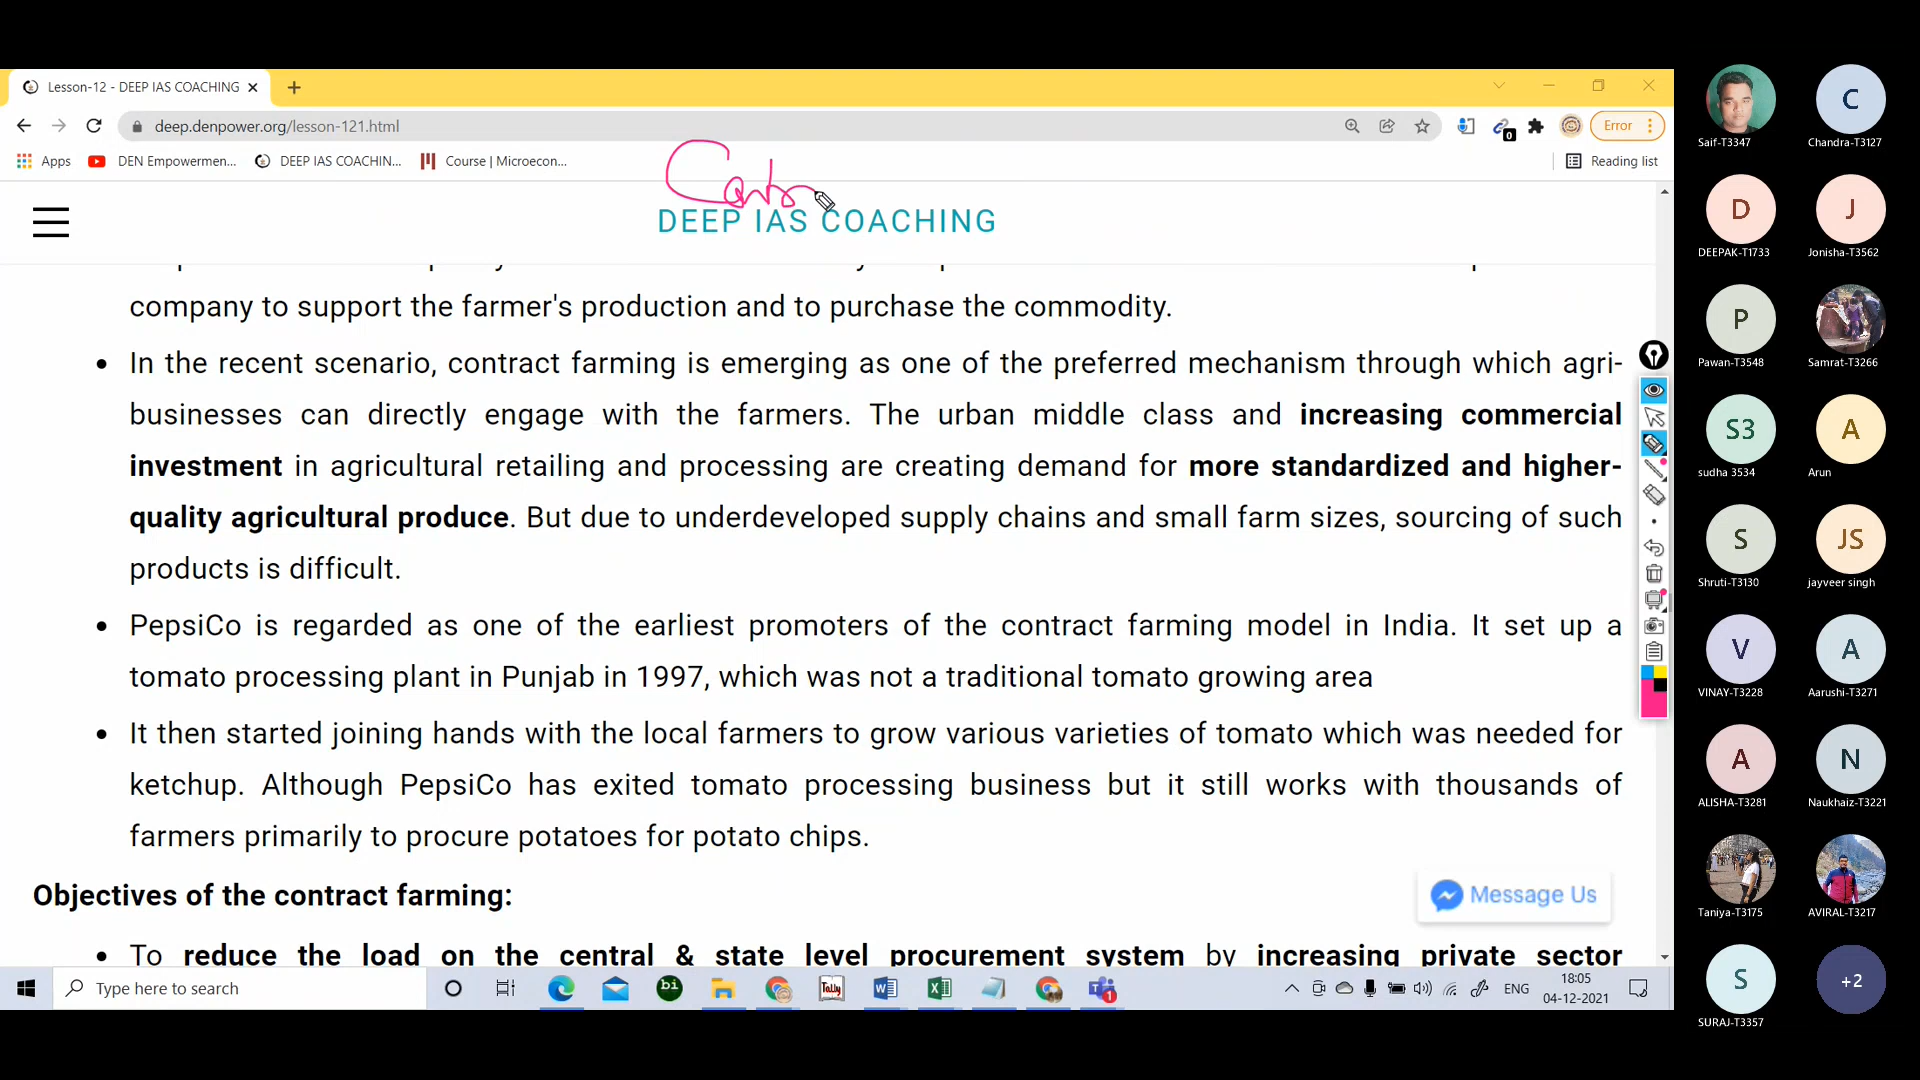 Lesson-12 - DEEP IAS COACHING
deep.denpower.org/lesson-121.html
Error
Apps
DEN Empowermen...
DEEP IAS COACHIN...
Course | Microecon...
Reading list
DEEP IAS COACHING
company to support the farmer's production and to purchase the commodity.
In the recent scenario, contract farming is emerging as one of the preferred mechanism through which agri-
businesses can directly engage with the farmers. The urban middle class and increasing commercial
investment in agricultural retailing and processing are creating demand for more standardized and higher-
quality agricultural produce. But due to underdeveloped supply chains and small farm sizes, sourcing of such
products is difficult.
PepsiCo is regarded as one of the earliest promoters of the contract farming model in India. It set up a
tomato processing plant in Punjab in 1997, which was not a traditional tomato growing area
It then started joining hands with the local farmers to grow various varieties of tomato which was needed for
ketchup. Although PepsiCo has exited tomato processing business but it still works with thousands of
farmers primarily to procure potatoes for potato chips.
Objectives of the contract farming:
To reduce the load on the central & state level procurement system by increasing private sector
Message Us
Type here to search
bi
Tally
1
ENG
18:05
04-12-2021
Saif-T3347
C
Chandra-T3127
D
DEEPAK-T1733
J
Jonisha-T3562
P
Pawan-T3548
Samrat-T3266
S3
sudha 3534
A
Arun
S
Shruti-T3130
JS
jayveer singh
V
VINAY-T3228
A
Aarushi-T3271
A
ALISHA-T3281
N
Naukhaiz-T3221
Taniya-T3175
AVIRAL-T3217
S
SURAJ-T3357
+2